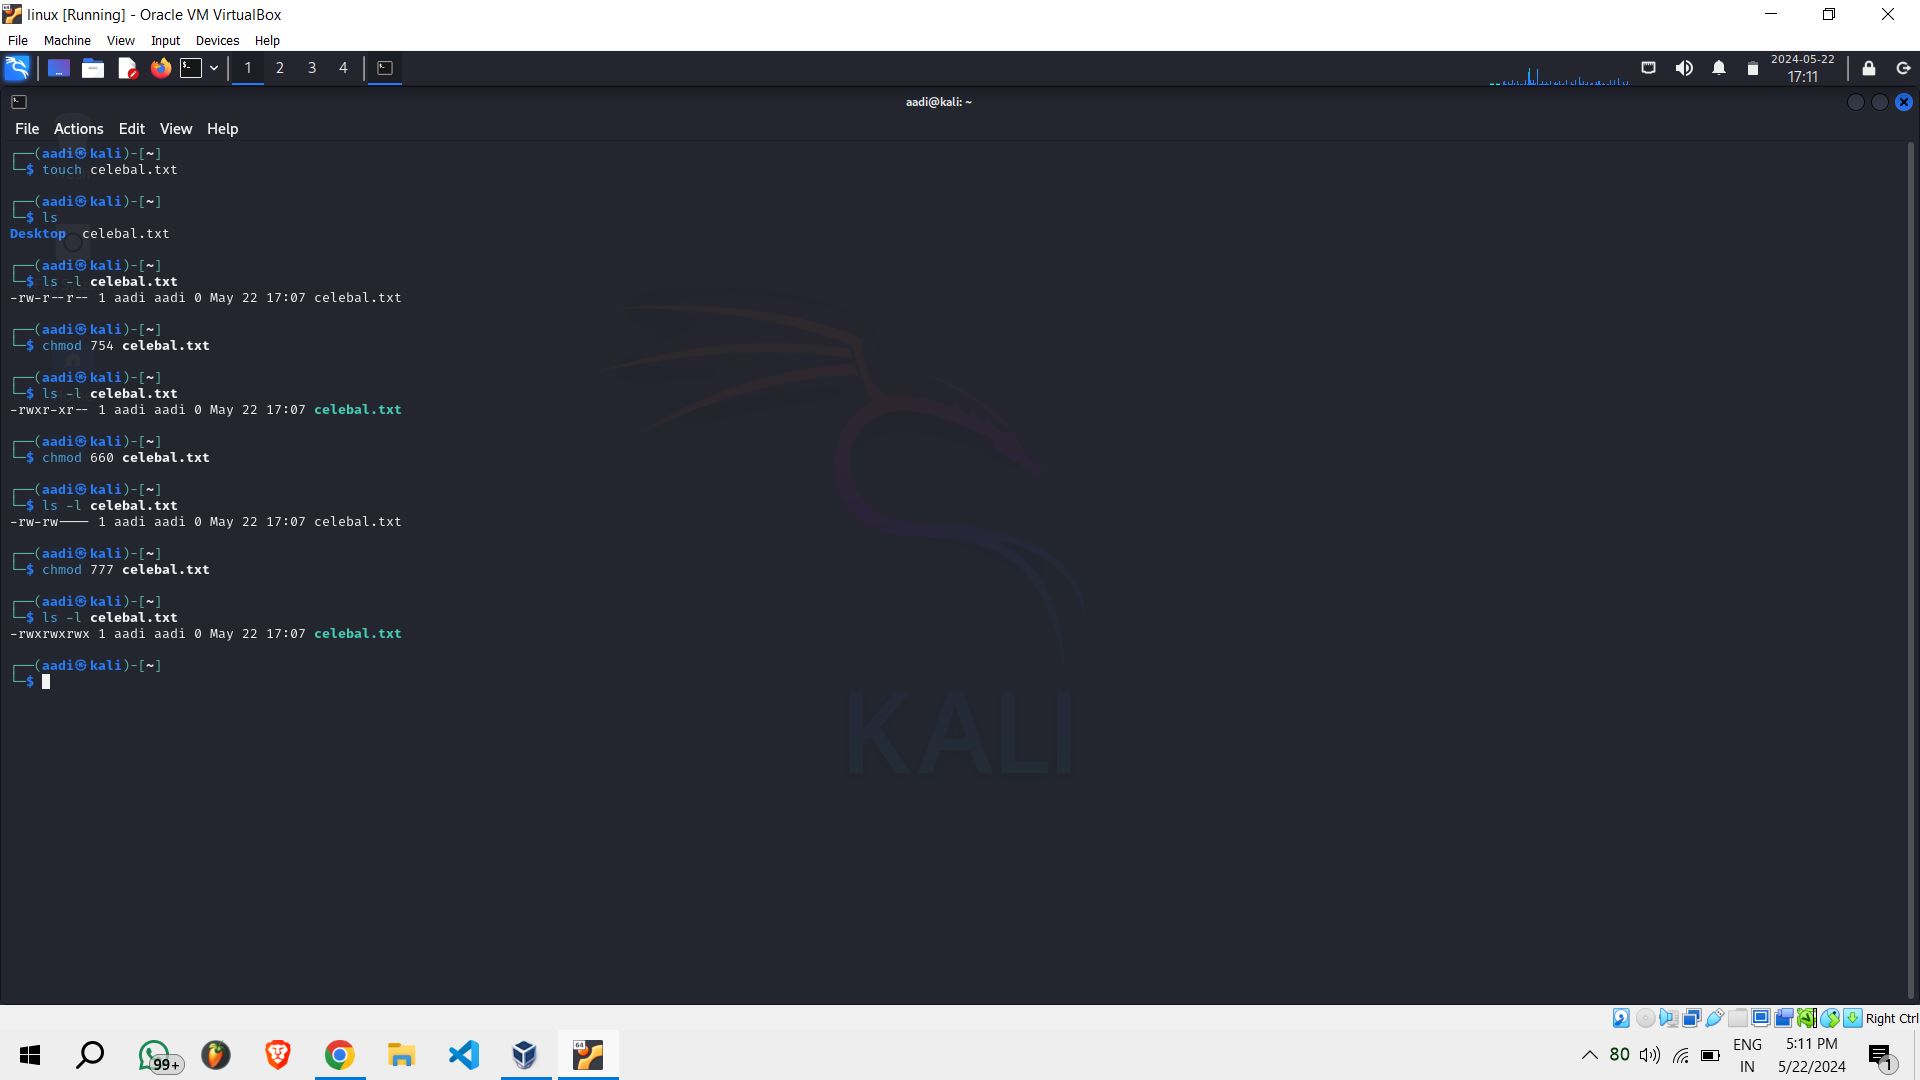 linux [Running] - Oracle VM VirtualBox
File Machine View Input Devices Help
1 2 3 4
2024-05-22
17:11
aadi@kali: ~
File Actions Edit View Help
┌──(aadi㉿kali)-[~]
└─$ touch celebal.txt
┌──(aadi㉿kali)-[~]
└─$ ls
Desktop celebal.txt
┌──(aadi㉿kali)-[~]
└─$ ls -l celebal.txt
-rw-r--r-- 1 aadi aadi 0 May 22 17:07 celebal.txt
┌──(aadi㉿kali)-[~]
└─$ chmod 754 celebal.txt
┌──(aadi㉿kali)-[~]
└─$ ls -l celebal.txt
-rwxr-xr-- 1 aadi aadi 0 May 22 17:07 celebal.txt
┌──(aadi㉿kali)-[~]
└─$ chmod 660 celebal.txt
┌──(aadi㉿kali)-[~]
└─$ ls -l celebal.txt
-rw-rw---- 1 aadi aadi 0 May 22 17:07 celebal.txt
┌──(aadi㉿kali)-[~]
└─$ chmod 777 celebal.txt
┌──(aadi㉿kali)-[~]
└─$ ls -l celebal.txt
-rwxrwxrwx 1 aadi aadi 0 May 22 17:07 celebal.txt
┌──(aadi㉿kali)-[~]
└─$
KALI
Right Ctrl
99+
64
80
ENG
IN
5:11 PM
5/22/2024
1